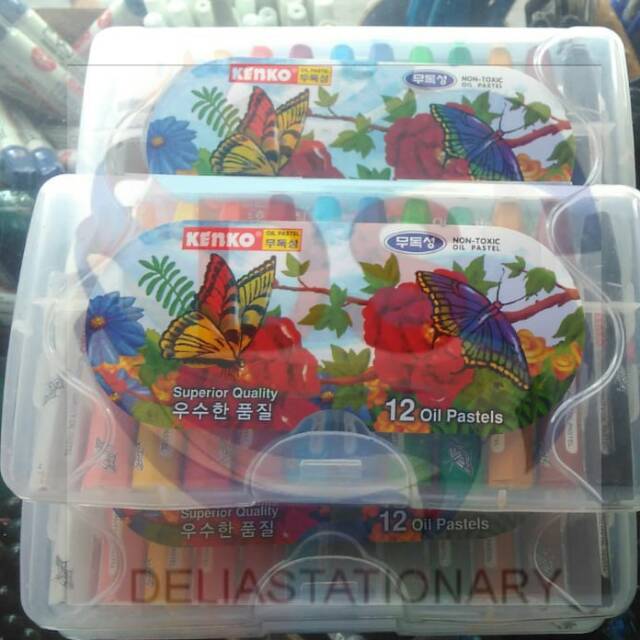 KENKO OIL PASTEL 무독성
무독성 NON-TOXIC
OIL PASTEL
KENKO OIL PASTEL 무독성
무독성 NON-TOXIC
OIL PASTEL
Superior Quality
우수한 품질
12 Oil Pastels
Superior Quality
우수한 품질
12 Oil Pastels
DELIASTATIONARY